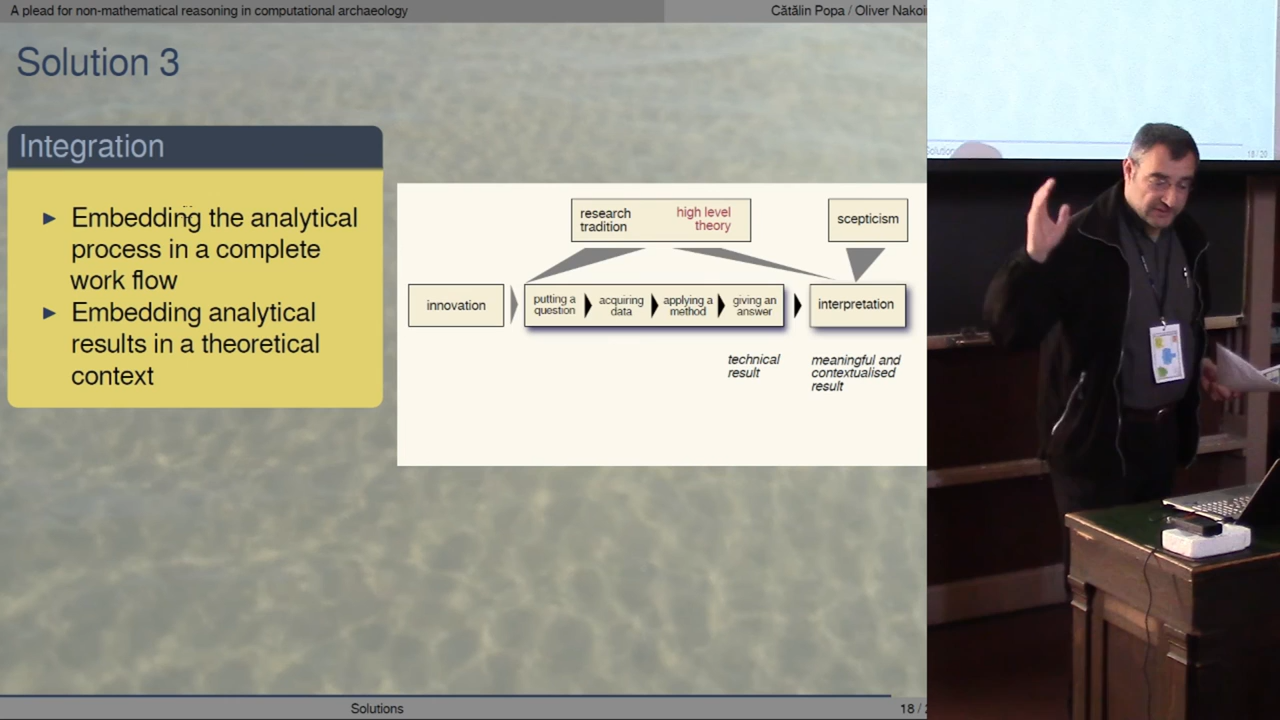 A plead for non-mathematical reasoning in computational archaeology
Cătălin Popa / Oliver
Solution 3
Integration
► Embedding the analytical
process in a complete
work flow
► Embedding analytical
results in a theoretical
context
research
tradition
high level
theory
scepticism
innovation
putting a
question
acquiring
data
applying a
method
giving an
answer
interpretation
technical
result
meaningful and
contextualised
result
Solutions
18 /
18 / 20